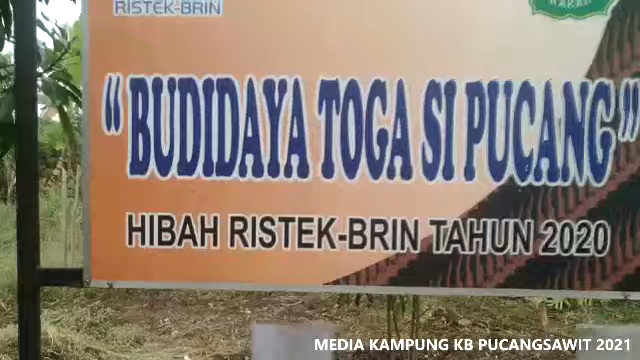 RISTEK-BRIN
“BUDIDAYA TOGA SI PUCANG”
HIBAH RISTEK-BRIN TAHUN 2020
MEDIA KAMPUNG KB PUCANGSAWIT 2021